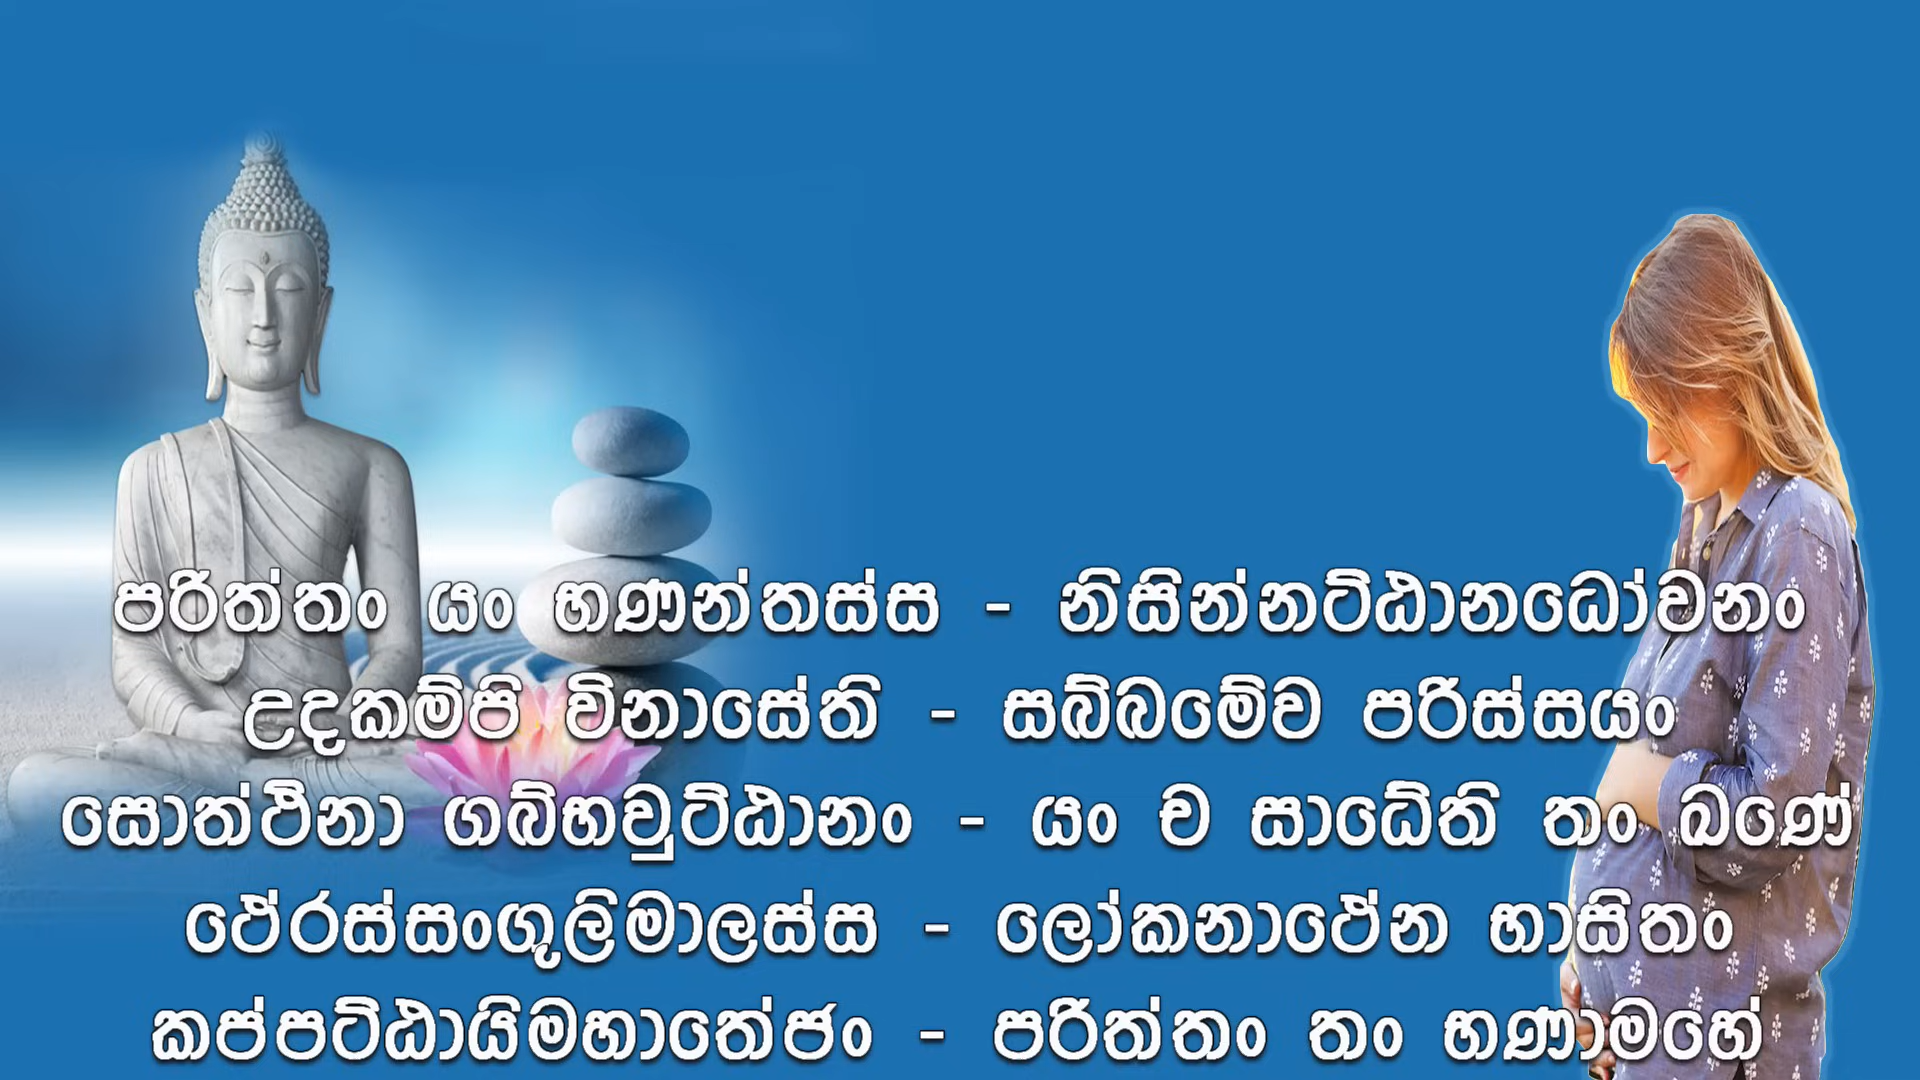 පරිත්තං යං භණන්තස්ස - නිසින්නට්ඨානධෝවනං
උදකම්පි විනාසේති - සබ්බමේව පරිස්සයං
සොත්ථිනා ගබ්භවුට්ඨානං - යං ච සාධේති තං ඛණේ
ථේරස්සංගුලිමාලස්ස - ලෝකනාථේන භාසිතං
කප්පට්ඨායිමහාතේජං - පරිත්තං තං භණාමහේ